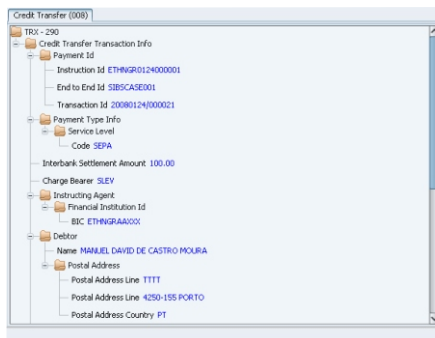 Credit Transfer (008)
TRX - 290
Credit Transfer Transaction Info
Payment Id
Instruction Id ETHNGR0124000001
End to End Id SIBSCASE001
Transaction Id 20080124/000021
Payment Type Info
Service Level
Code SEPA
Interbank Settlement Amount 100.00
Charge Bearer SLEV
Instructing Agent
Financial Institution Id
BIC ETHNGRAAXXX
Debtor
Name MANUEL DAVID DE CASTRO MOURA
Postal Address
Postal Address Line TTTT
Postal Address Line 4250-155 PORTO
Postal Address Country PT